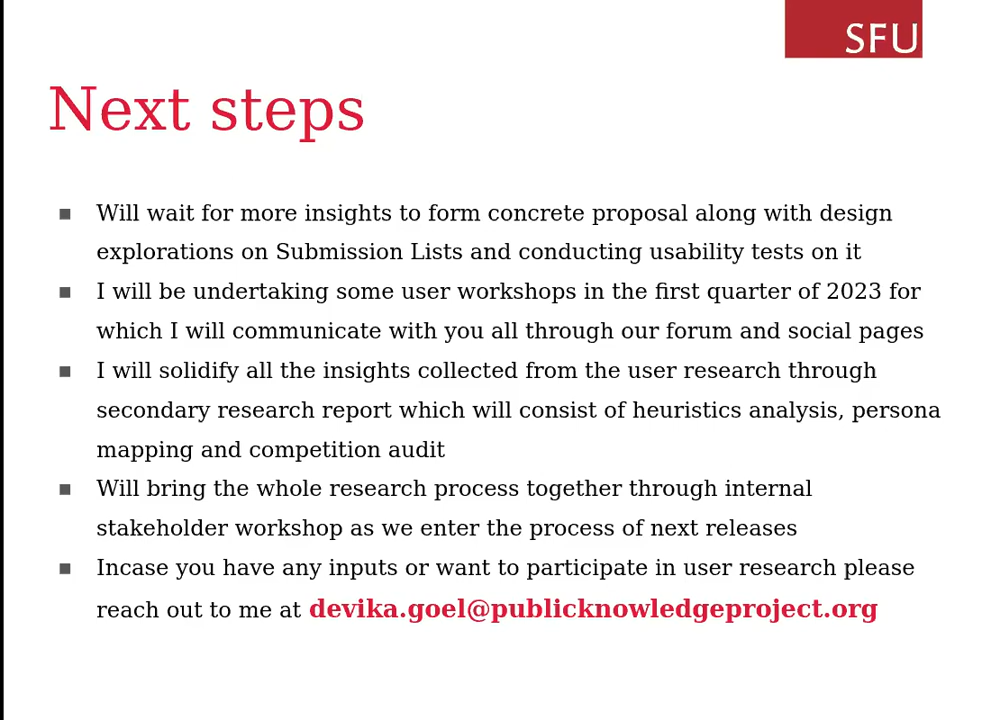 SFU
Next steps
Will wait for more insights to form concrete proposal along with design
explorations on Submission Lists and conducting usability tests on it
I will be undertaking some user workshops in the first quarter of 2023 for
which I will communicate with you all through our forum and social pages
I will solidify all the insights collected from the user research through
secondary research report which will consist of heuristics analysis, persona
mapping and competition audit
Will bring the whole research process together through internal
stakeholder workshop as we enter the process of next releases
Incase you have any inputs or want to participate in user research please
reach out to me at devika.goel@publicknowledgeproject.org